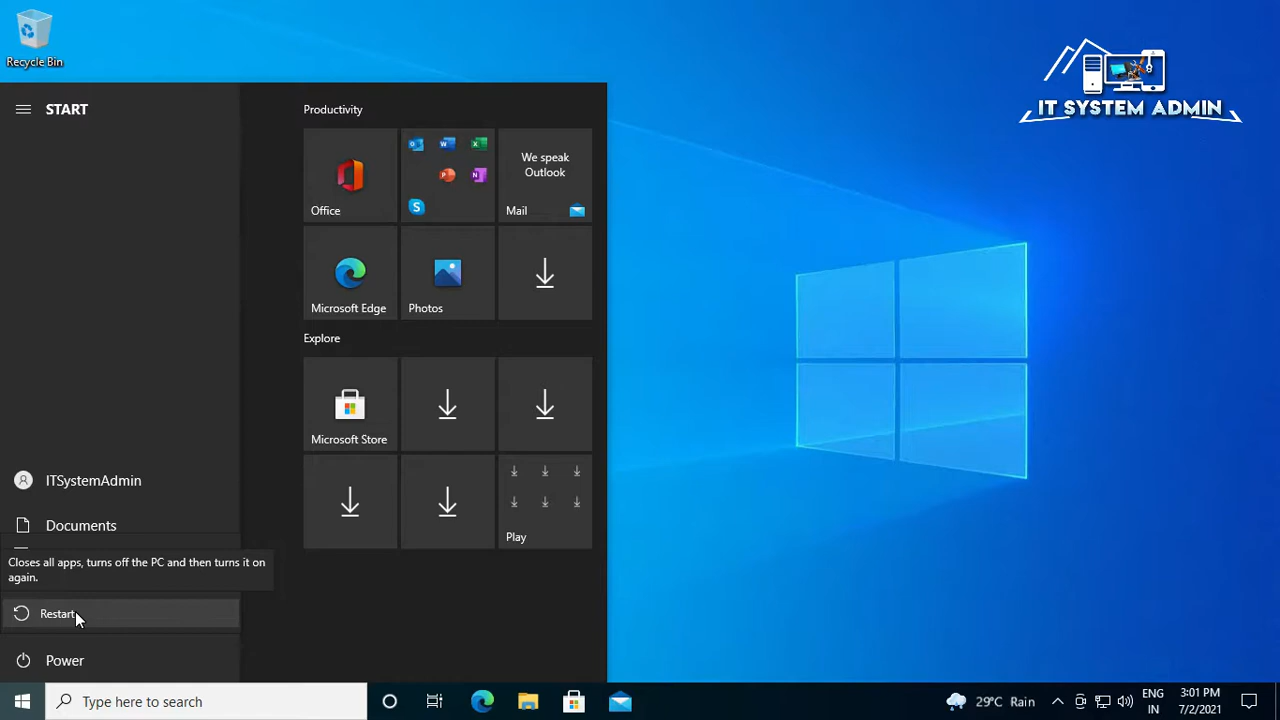 Recycle Bin
IT SYSTEM ADMIN
START
Productivity
Office
We speak
Outlook
Mail
Microsoft Edge
Photos
Explore
Microsoft Store
Play
ITSystemAdmin
Documents
Closes all apps, turns off the PC and then turns it on
again.
Restart
Power
Type here to search
29°C Rain
ENG
IN
3:01 PM
7/2/2021